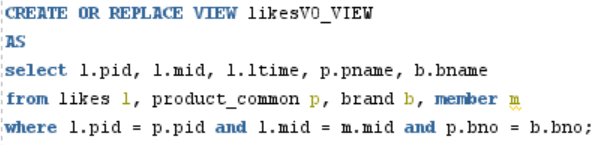 CREATE OR REPLACE VIEW likesVO_VIEW
AS
select l.pid, l.mid, l.ltime, p.pname, b.bname
from likes l, product_common p, brand b, member m
where l.pid = p.pid and l.mid = m.mid and p.bno = b.bno;